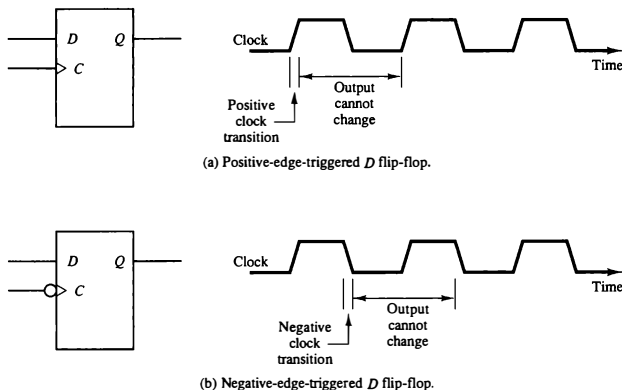 D Q
C
Clock
Time
Output
cannot
change
Positive
clock
transition
(a) Positive-edge-triggered D flip-flop.
D Q
C
Clock
Time
Output
cannot
change
Negative
clock
transition
(b) Negative-edge-triggered D flip-flop.